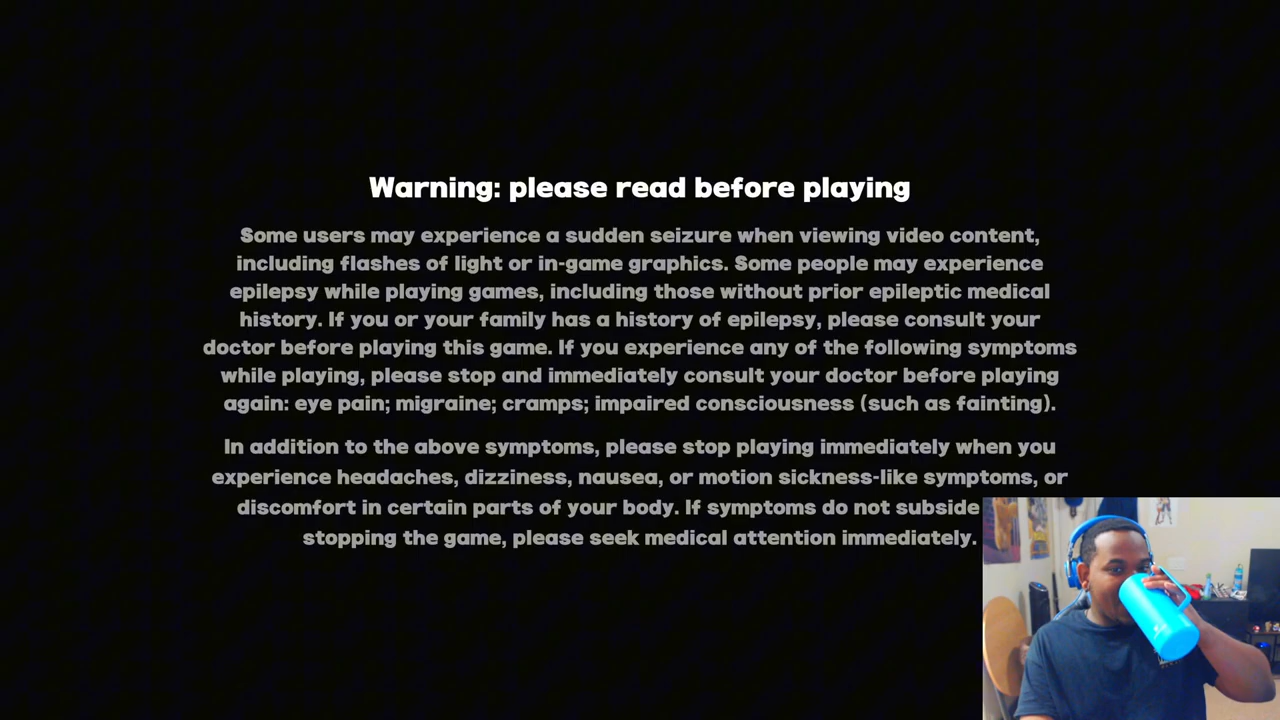 Warning: please read before playing
Some users may experience a sudden seizure when viewing video content,
including flashes of light or in-game graphics. Some people may experience
epilepsy while playing games, including those without prior epileptic medical
history. If you or your family has a history of epilepsy, please consult your
doctor before playing this game. If you experience any of the following symptoms
while playing, please stop and immediately consult your doctor before playing
again: eye pain; migraine; cramps; impaired consciousness (such as fainting).
In addition to the above symptoms, please stop playing immediately when you
experience headaches, dizziness, nausea, or motion sickness-like symptoms, or
discomfort in certain parts of your body. If symptoms do not subside
stopping the game, please seek medical attention immediately.